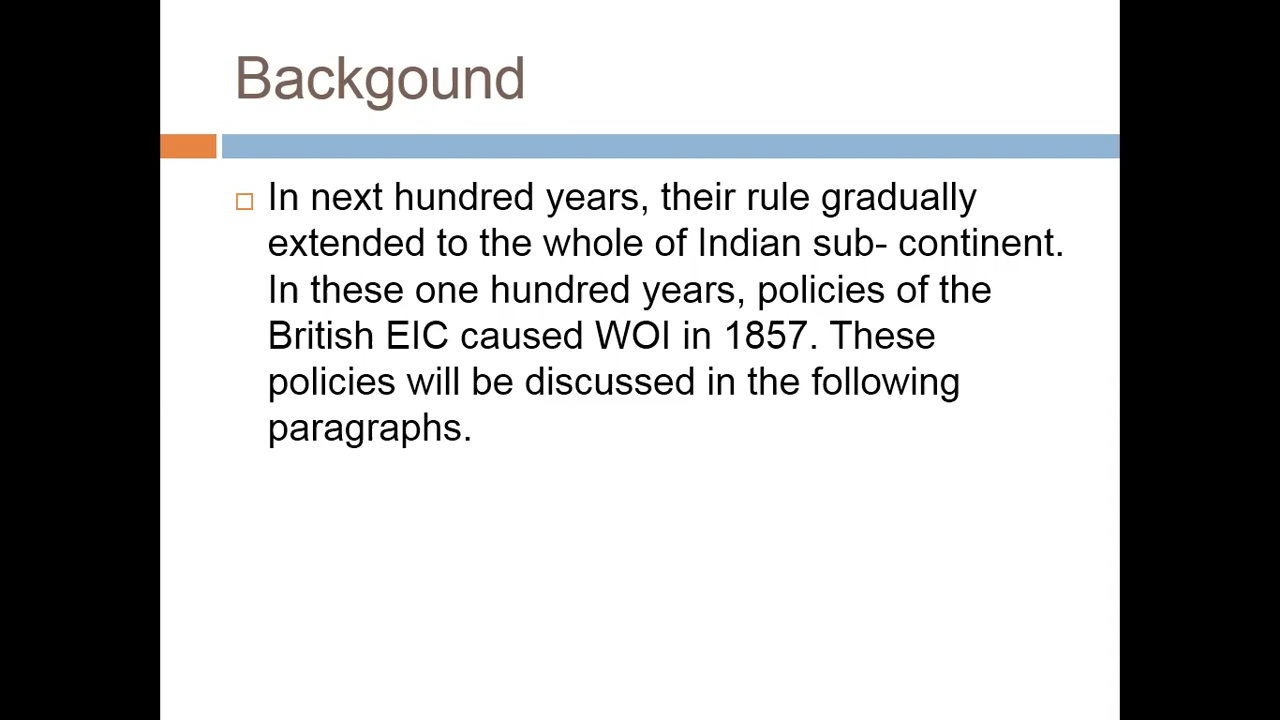 Backgound
In next hundred years, their rule gradually
extended to the whole of Indian sub- continent.
In these one hundred years, policies of the
British EIC caused WOI in 1857. These
policies will be discussed in the following
paragraphs.